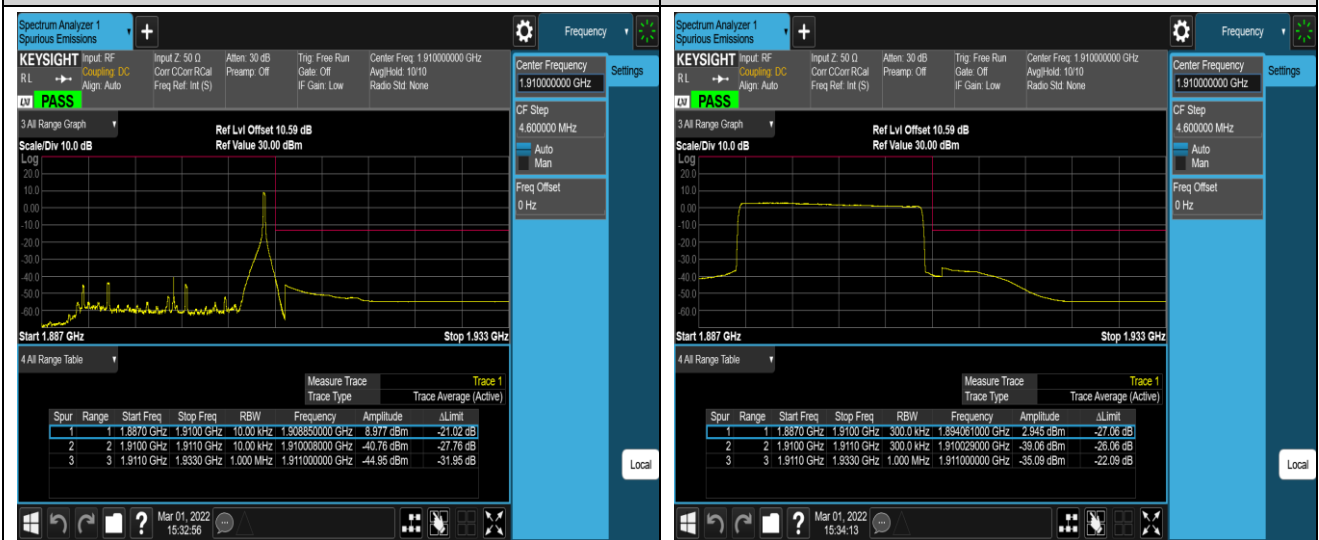 Spectrum Analyzer 1
Spurious Emissions
+
Frequency
KEYSIGHT
RL
Input: RF
Coupling: DC
Align: Auto
Input Z: 50 Ω
Corr CCorr RCal
Freq Ref: Int (S)
Atten: 30 dB
Preamp: Off
Trig: Free Run
Gate: Off
IF Gain: Low
Center Freq: 1.910000000 GHz
Avg|Hold: 10/10
Radio Std: None
LXI PASS
Center Frequency
1.910000000 GHz
Settings
CF Step
4.600000 MHz
Auto
Man
Freq Offset
0 Hz
Local
3 All Range Graph
Ref Lvl Offset 10.59 dB
Scale/Div 10.0 dB
Ref Value 30.00 dBm
Log
20.0
10.0
0.00
-10.0
-20.0
-30.0
-40.0
-50.0
-60.0
Start 1.887 GHz
Stop 1.933 GHz
4 All Range Table
Measure Trace Trace 1
Trace Type Trace Average (Active)
Spur Range Start Freq Stop Freq RBW Frequency Amplitude ΔLimit
1 1 1.8870 GHz 1.9100 GHz 10.00 kHz 1.908850000 GHz 8.977 dBm -21.02 dB
2 2 1.9100 GHz 1.9110 GHz 10.00 kHz 1.910008000 GHz -40.76 dBm -27.76 dB
3 3 1.9110 GHz 1.9330 GHz 1.000 MHz 1.911000000 GHz -44.95 dBm -31.95 dB
?
Mar 01, 2022
15:32:56
Spectrum Analyzer 1
Spurious Emissions
+
Frequency
KEYSIGHT
RL
Input: RF
Coupling: DC
Align: Auto
Input Z: 50 Ω
Corr CCorr RCal
Freq Ref: Int (S)
Atten: 30 dB
Preamp: Off
Trig: Free Run
Gate: Off
IF Gain: Low
Center Freq: 1.910000000 GHz
Avg|Hold: 10/10
Radio Std: None
LXI PASS
Center Frequency
1.910000000 GHz
Settings
CF Step
4.600000 MHz
Auto
Man
Freq Offset
0 Hz
Local
3 All Range Graph
Ref Lvl Offset 10.59 dB
Scale/Div 10.0 dB
Ref Value 30.00 dBm
Log
20.0
10.0
0.00
-10.0
-20.0
-30.0
-40.0
-50.0
-60.0
Start 1.887 GHz
Stop 1.933 GHz
4 All Range Table
Measure Trace Trace 1
Trace Type Trace Average (Active)
Spur Range Start Freq Stop Freq RBW Frequency Amplitude ΔLimit
1 1 1.8870 GHz 1.9100 GHz 300.0 kHz 1.894061000 GHz 2.945 dBm -27.06 dB
2 2 1.9100 GHz 1.9110 GHz 300.0 kHz 1.910029000 GHz -39.06 dBm -26.06 dB
3 3 1.9110 GHz 1.9330 GHz 1.000 MHz 1.911000000 GHz -35.09 dBm -22.09 dB
?
Mar 01, 2022
15:34:13